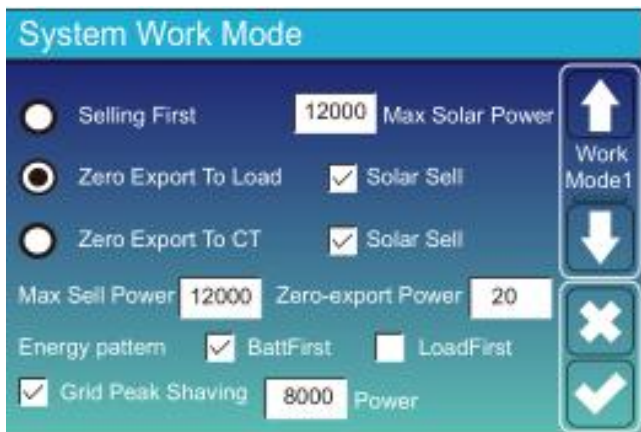 System Work Mode
Selling First 12000 Max Solar Power
Zero Export To Load Solar Sell
Work
Mode1
Zero Export To CT Solar Sell
Max Sell Power 12000 Zero-export Power 20
Energy pattern BattFirst LoadFirst
Grid Peak Shaving 8000 Power